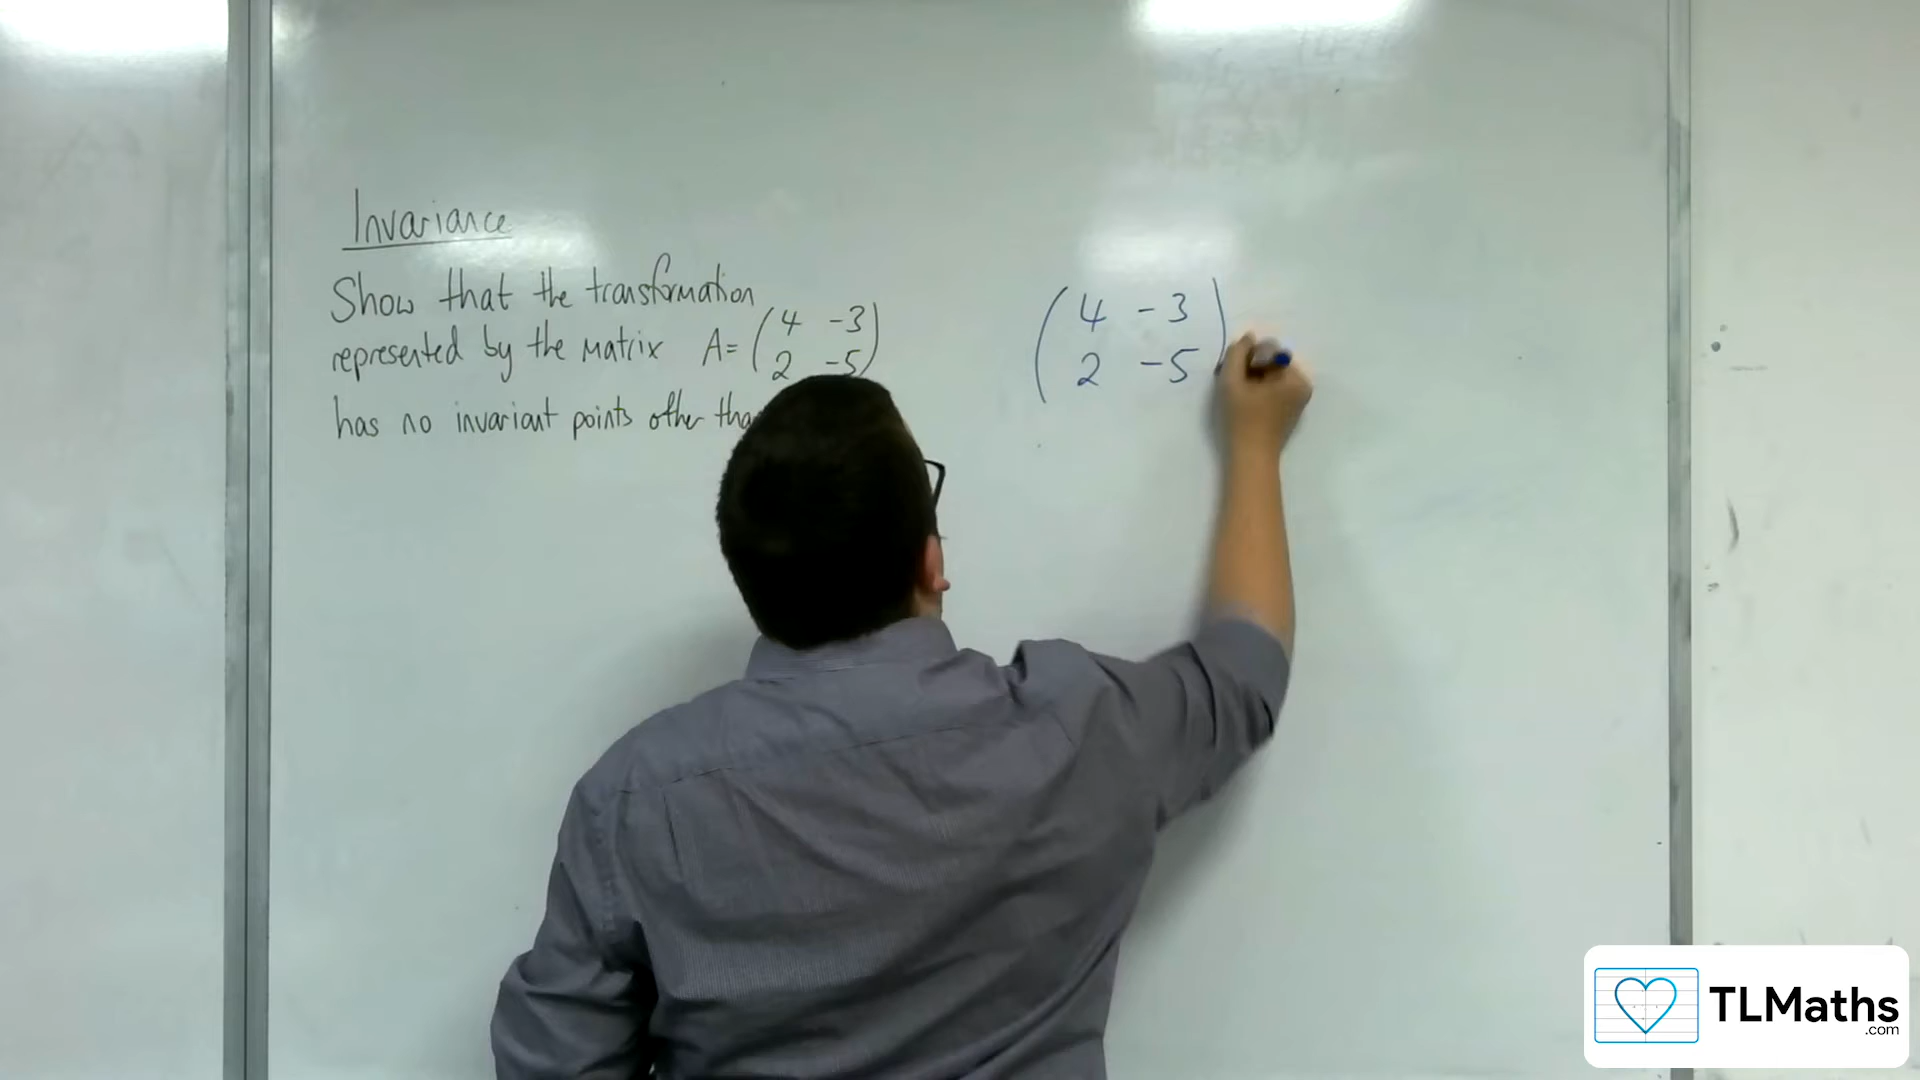 Invariance
Show that the transformation
represented by the matrix A= (4 -3
2 -5)
has no invariant points other
(4 -3
2 -5)
TLMaths
.com